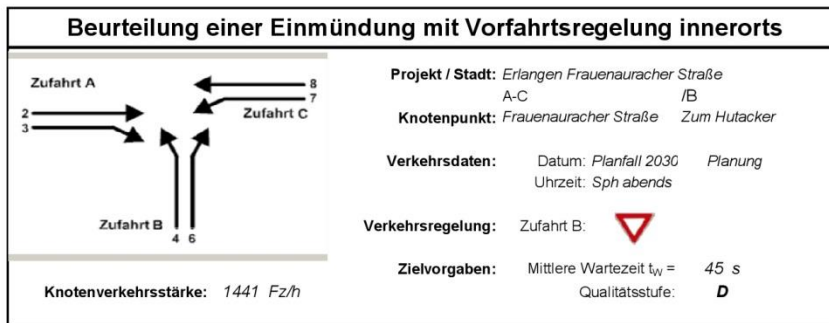 Beurteilung einer Einmündung mit Vorfahrtsregelung innerorts
Zufahrt A
8
7
Zufahrt C
2
3
Zufahrt B
4 6
Knotenverkehrsstärke: 1441 Fz/h
Projekt / Stadt: Erlangen Frauenauracher Straße
A-C /B
Knotenpunkt: Frauenauracher Straße Zum Hutacker
Verkehrsdaten: Datum: Planfall 2030 Planung
Uhrzeit: Sph abends
Verkehrsregelung: Zufahrt B:
Zielvorgaben: Mittlere Wartezeit tW = 45 s
Qualitätsstufe: D